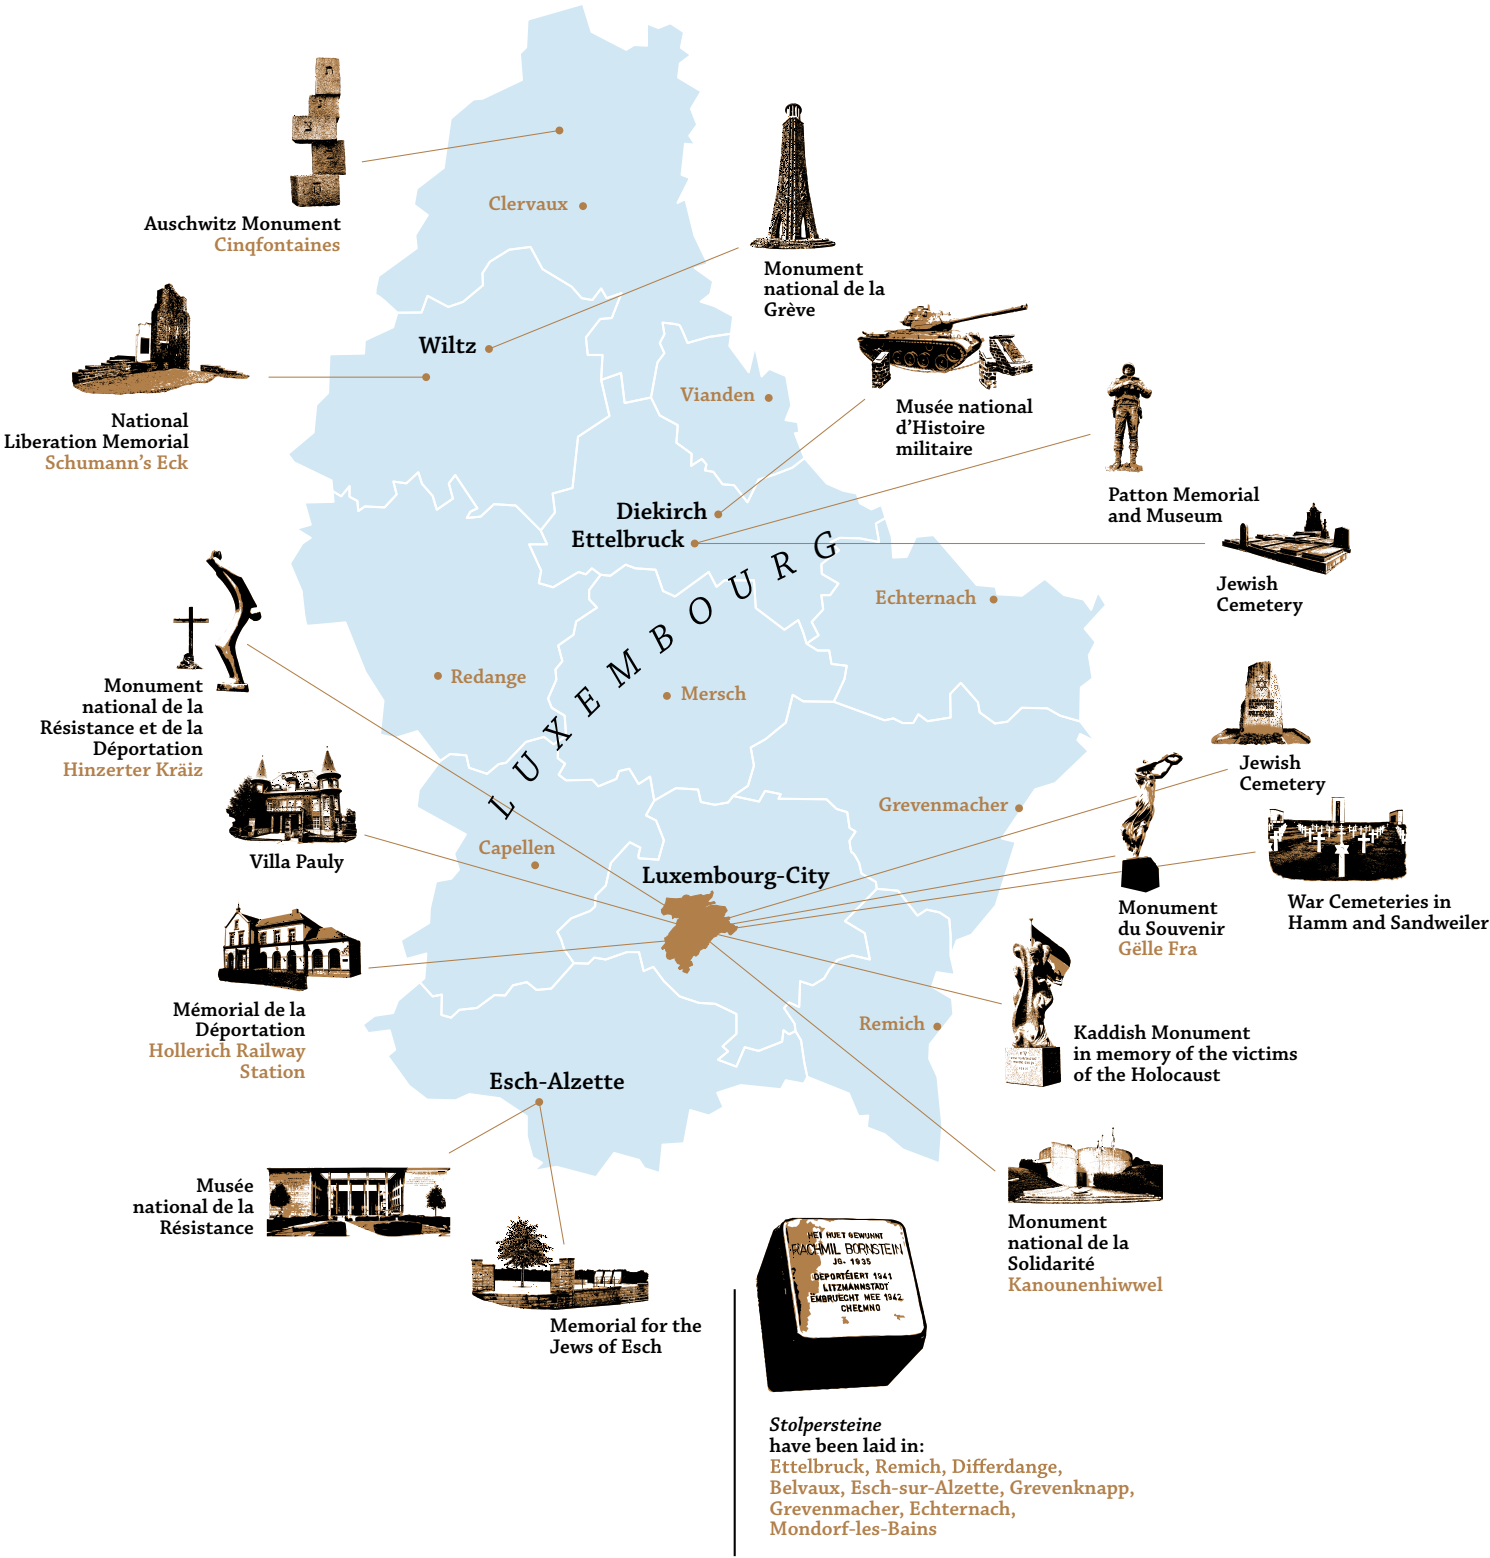 Auschwitz Monument
Cinqfontaines
Clervaux
Monument
national de la
Grève
Wiltz
National
Liberation Memorial
Schumann's Eck
Vianden
Musée national
d'Histoire
militaire
Patton Memorial
and Museum
Diekirch
Ettelbruck
Jewish
Cemetery
LUXEMBOURG
Echternach
Redange
Mersch
Monument
national de la
Résistance et de la
Déportation
Hinzerter Kräiz
Jewish
Cemetery
Grevenmacher
Villa Pauly
Capellen
Luxembourg-City
War Cemeteries in
Hamm and Sandweiler
Monument
du Souvenir
Gëlle Fra
Mémorial de la
Déportation
Hollerich Railway
Station
Remich
Kaddish Monument
in memory of the victims
of the Holocaust
Esch-Alzette
Musée
national de la
Résistance
Monument
national de la
Solidarité
Kanounenhiwwel
Memorial for the
Jews of Esch
HEI HUET GEWUNNT
RACHMIL BORNSTEIN
JG. 1935
DEPORTÉIERT 1941
LITZMANNSTADT
ËMBRUECHT MEE 1942
CHEŁMNO
Stolpersteine
have been laid in:
Ettelbruck, Remich, Differdange,
Belvaux, Esch-sur-Alzette, Grevenknapp,
Grevenmacher, Echternach,
Mondorf-les-Bains